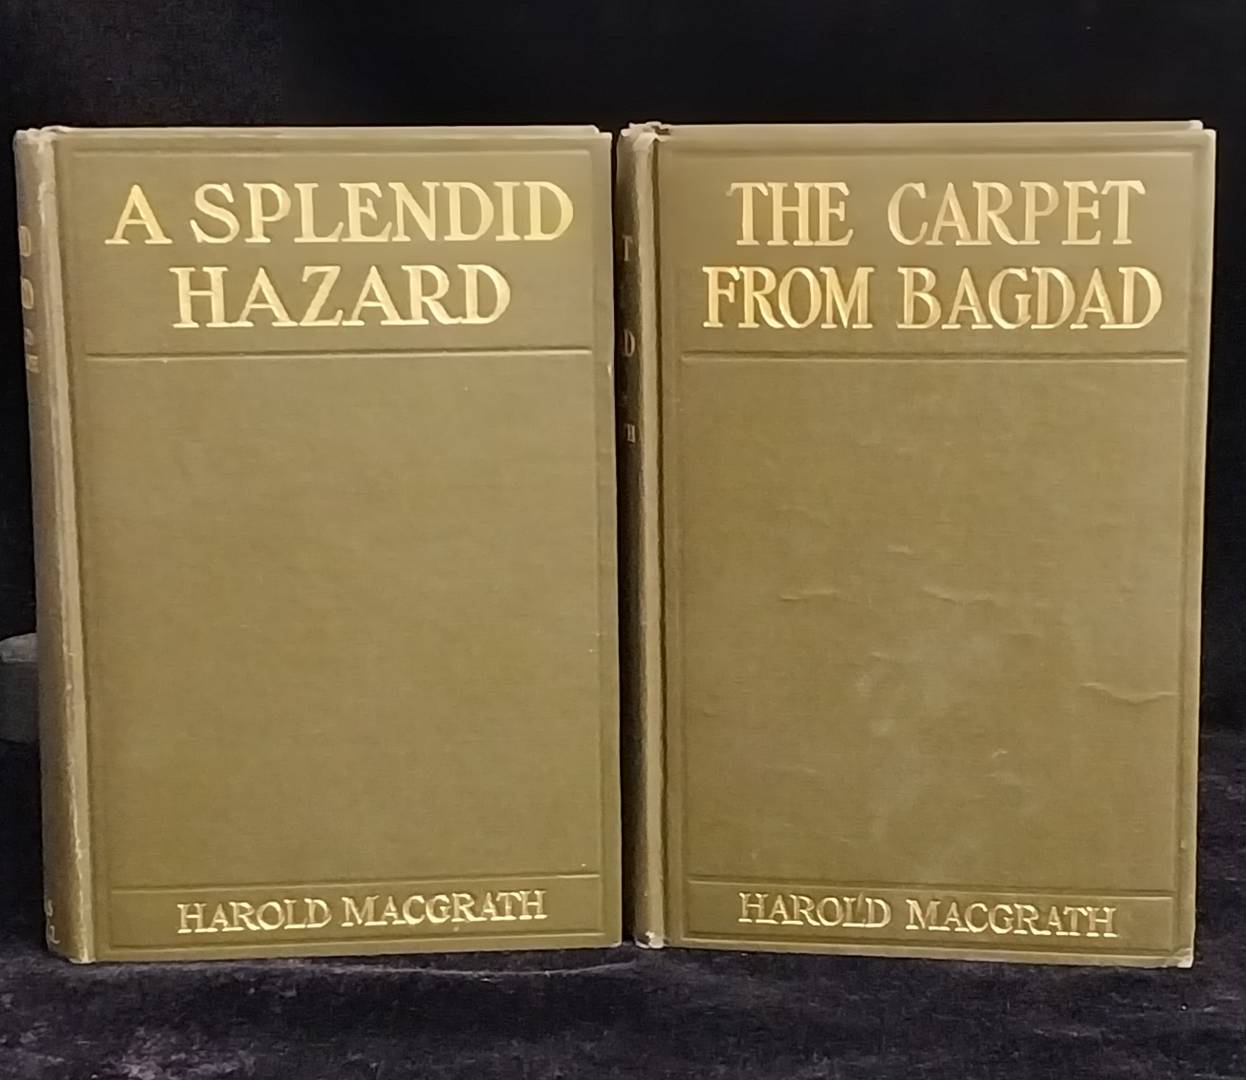 A SPLENDID
HAZARD
HAROLD MACGRATH
THE CARPET
FROM BAGDAD
HAROLD MACGRATH